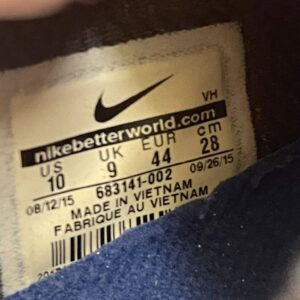 VH
nikebetterworld.com
US UK EUR cm
10 9 44 28
08/12/15 683141-002 09/26/15
MADE IN VIETNAM
FABRIQUE AU VIETNAM